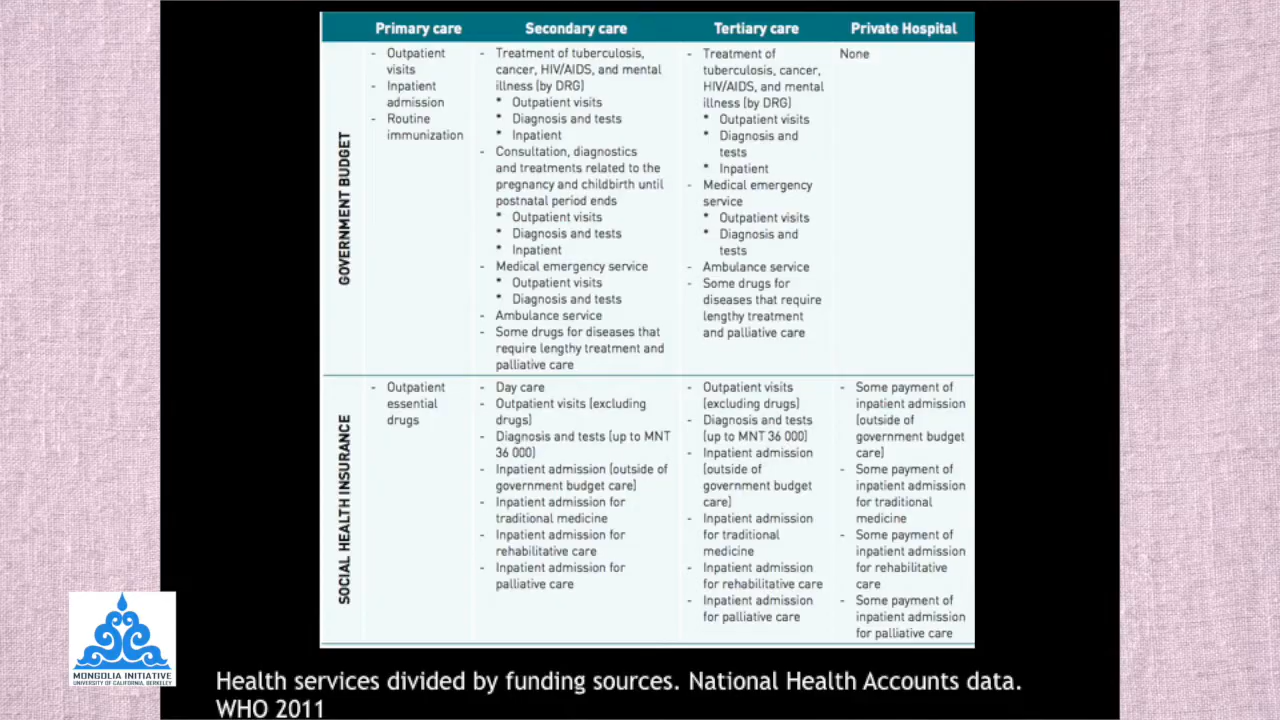 Primary care
Secondary care
Tertiary care
Private Hospital
GOVERNMENT BUDGET
- Outpatient
visits
- Inpatient
admission
- Routine
immunization
- Treatment of tuberculosis,
cancer, HIV/AIDS, and mental
illness (by DRG)
* Outpatient visits
* Diagnosis and tests
* Inpatient
- Consultation, diagnostics
and treatments related to the
pregnancy and childbirth until
postnatal period ends
* Outpatient visits
* Diagnosis and tests
* Inpatient
- Medical emergency service
* Outpatient visits
* Diagnosis and tests
- Ambulance service
- Some drugs for diseases that
require lengthy treatment and
palliative care
- Treatment of
tuberculosis, cancer,
HIV/AIDS, and mental
illness (by DRG)
* Outpatient visits
* Diagnosis and
tests
* Inpatient
- Medical emergency
service
* Outpatient visits
* Diagnosis and
tests
- Ambulance service
- Some drugs for
diseases that require
lengthy treatment
and palliative care
None
SOCIAL HEALTH INSURANCE
- Outpatient
essential
drugs
- Day care
- Outpatient visits (excluding
drugs)
- Diagnosis and tests (up to MNT
36 000)
- Inpatient admission (outside of
government budget care)
- Inpatient admission for
traditional medicine
- Inpatient admission for
rehabilitative care
- Inpatient admission for
palliative care
- Outpatient visits
(excluding drugs)
- Diagnosis and tests
(up to MNT 36 000)
- Inpatient admission
(outside of
government budget
care)
- Inpatient admission
for traditional
medicine
- Inpatient admission
for rehabilitative care
- Inpatient admission
for palliative care
- Some payment of
inpatient admission
(outside of
government budget
care)
- Some payment of
inpatient admission
for traditional
medicine
- Some payment of
inpatient admission
for rehabilitative
care
- Some payment of
inpatient admission
for palliative care
MONGOLIA INITIATIVE
UNIVERSITY OF CALIFORNIA, BERKELEY
Health services divided by funding sources. National Health Accounts data.
WHO 2011